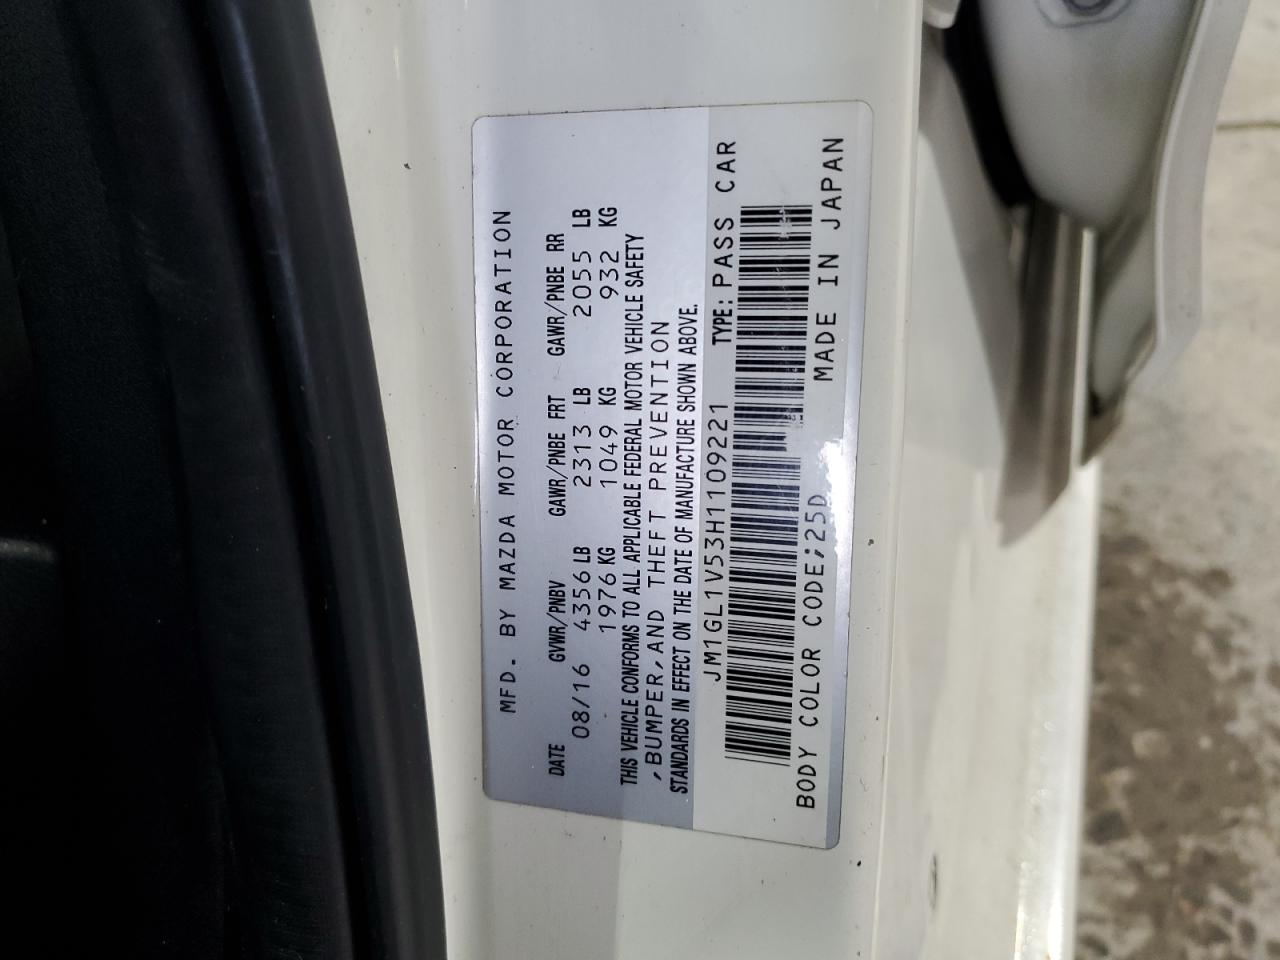 MFD. BY MAZDA MOTOR CORPORATION
DATE GVWR/PNBV GAWR/PNBE FRT GAWR/PNBE RR
08/16 4356 LB 2313 LB 2055 LB
1976 KG 1049 KG 932 KG
THIS VEHICLE CONFORMS TO ALL APPLICABLE FEDERAL MOTOR VEHICLE SAFETY
,BUMPER,AND THEFT PREVENTION
STANDARDS IN EFFECT ON THE DATE OF MANUFACTURE SHOWN ABOVE.
JM1GL1V53H1109221 TYPE: PASS CAR
BODY COLOR CODE;25D MADE IN JAPAN